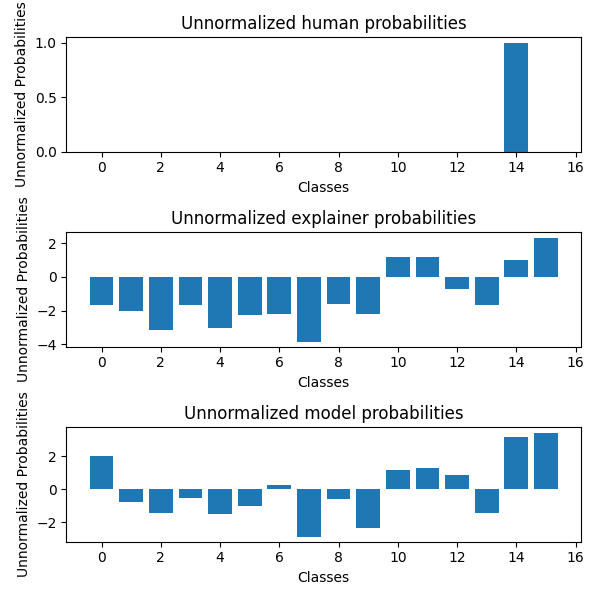 Unnormalized human probabilities
Unnormalized Probabilities
1.0
0.5
0.0
0 2 4 6 8 10 12 14 16
Classes
Unnormalized explainer probabilities
Unnormalized Probabilities
2
0
−2
−4
0 2 4 6 8 10 12 14 16
Classes
Unnormalized model probabilities
Unnormalized Probabilities
2
0
−2
0 2 4 6 8 10 12 14 16
Classes